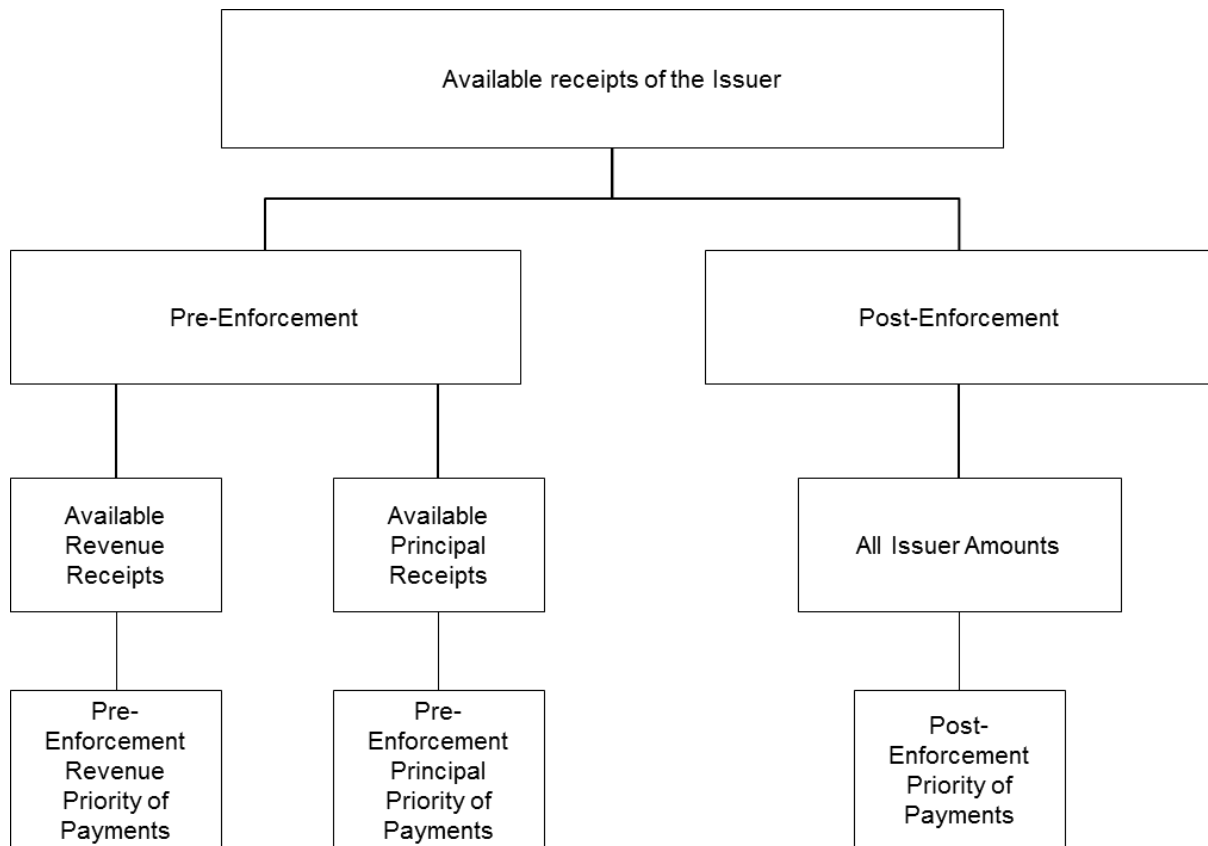 Available receipts of the Issuer
Pre-Enforcement
Post-Enforcement
Available
Revenue
Receipts
Available
Principal
Receipts
All Issuer Amounts
Pre-
Enforcement
Revenue
Priority of
Payments
Pre-
Enforcement
Principal
Priority of
Payments
Post-
Enforcement
Priority of
Payments